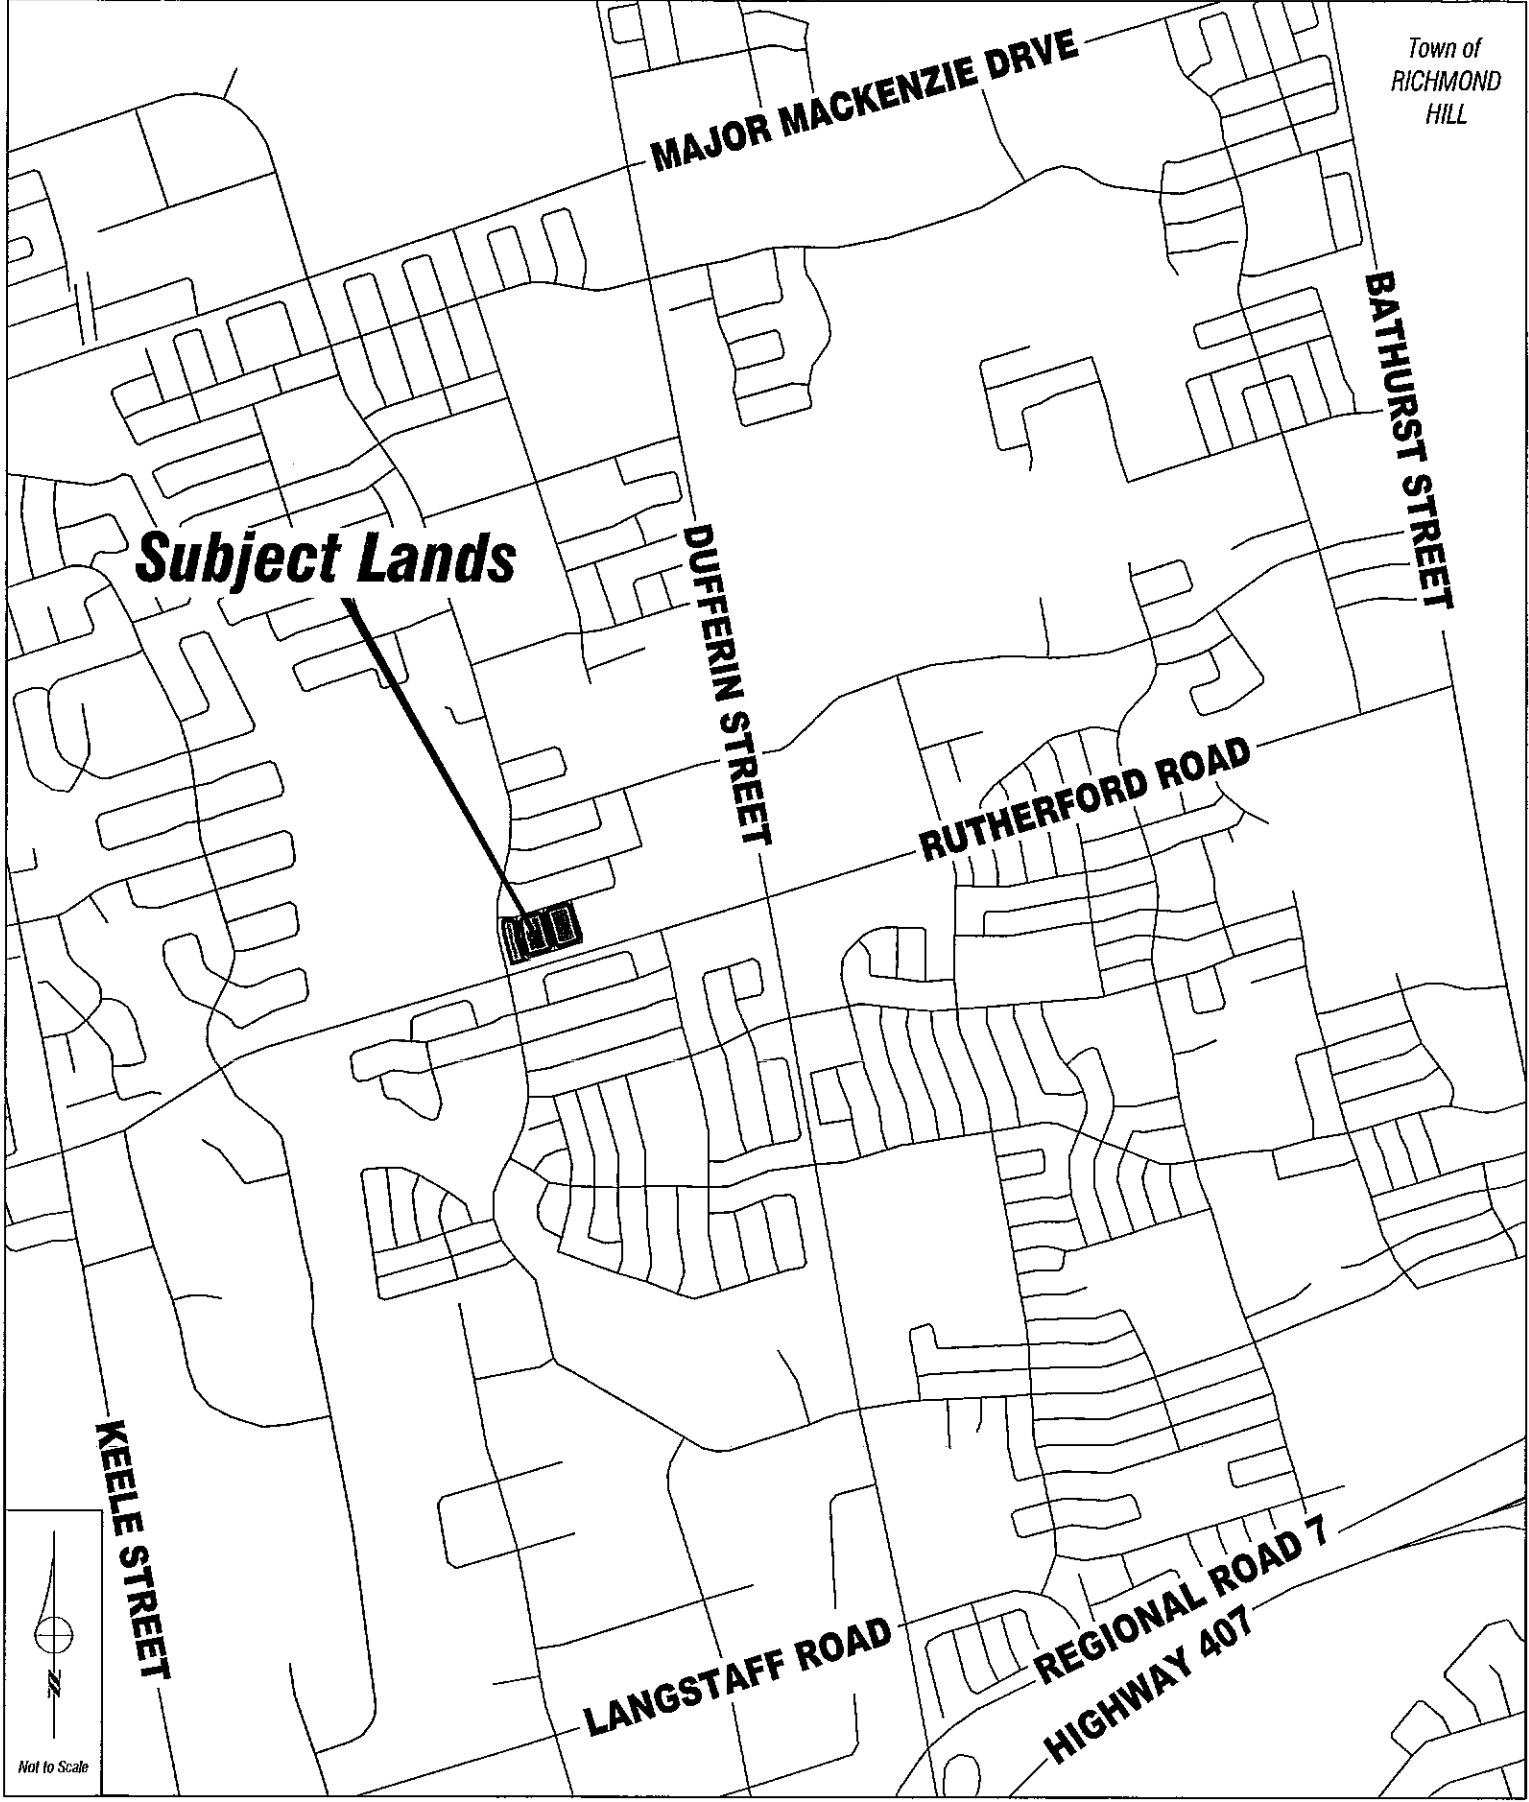 Town of
RICHMOND
HILL
MAJOR MACKENZIE DRVE
BATHURST STREET
Subject Lands
DUFFERIN STREET
RUTHERFORD ROAD
KEELE STREET
REGIONAL ROAD 7
LANGSTAFF ROAD
HIGHWAY 407
N
Not to Scale